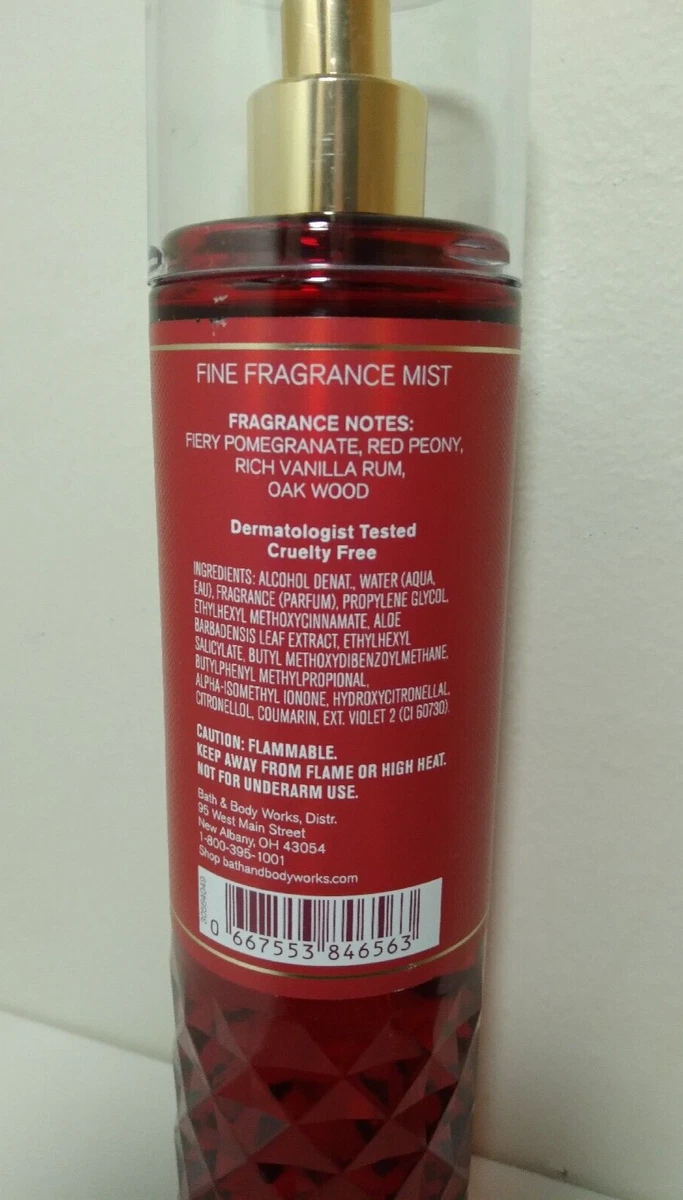 FINE FRAGRANCE MIST
FRAGRANCE NOTES:
FIERY POMEGRANATE, RED PEONY,
RICH VANILLA RUM,
OAK WOOD
Dermatologist Tested
Cruelty Free
INGREDIENTS: ALCOHOL DENAT., WATER (AQUA,
EAU), FRAGRANCE (PARFUM), PROPYLENE GLYCOL,
ETHYLHEXYL METHOXYCINNAMATE, ALOE
BARBADENSIS LEAF EXTRACT, ETHYLHEXYL
SALICYLATE, BUTYL METHOXYDIBENZOYLMETHANE,
BUTYLPHENYL METHYLPROPIONAL,
ALPHA-ISOMETHYL IONONE, HYDROXYCITRONELLAL,
CITRONELLOL, COUMARIN, EXT. VIOLET 2 (CI 60730).
CAUTION: FLAMMABLE.
KEEP AWAY FROM FLAME OR HIGH HEAT.
NOT FOR UNDERARM USE.
Bath & Body Works, Distr.
95 West Main Street
New Albany, OH 43054
1-800-395-1001
Shop bathandbodyworks.com
0 667553 846563